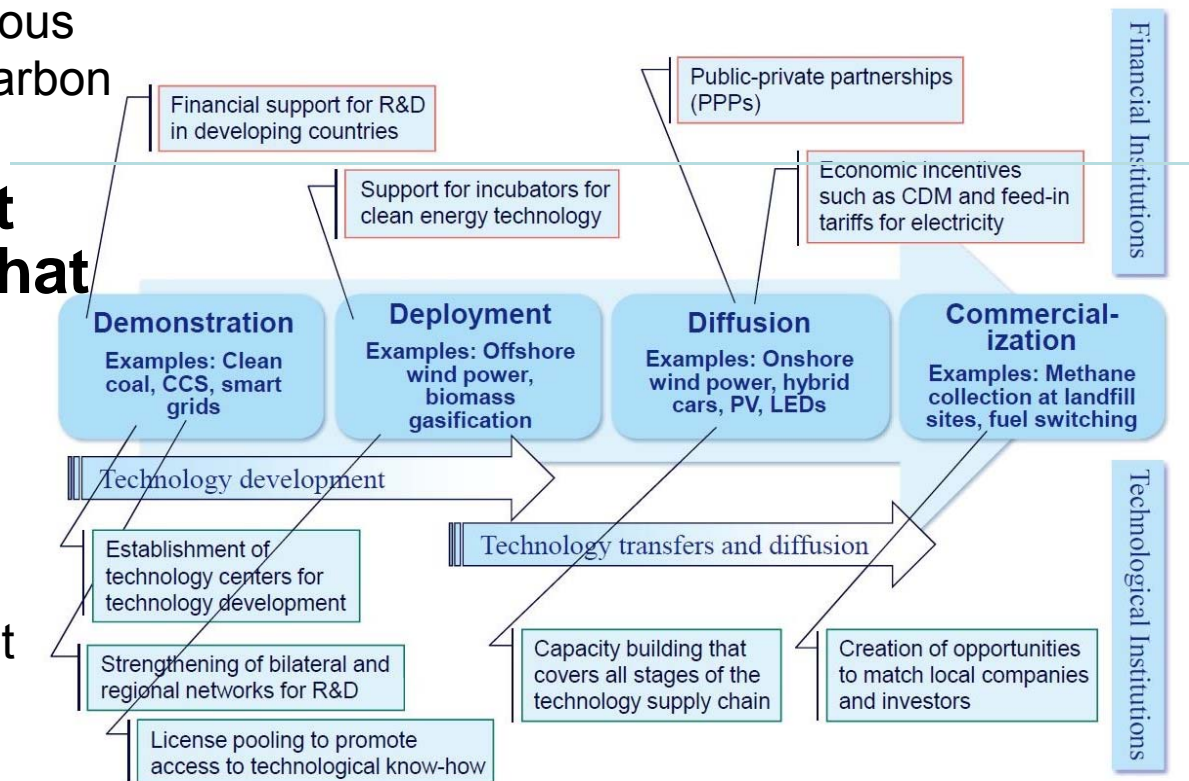 ous
arbon
t
hat
t
Financial Institutions
Financial support for R&D
in developing countries
Public-private partnerships
(PPPs)
Support for incubators for
clean energy technology
Economic incentives
such as CDM and feed-in
tariffs for electricity
Demonstration
Examples: Clean
coal, CCS, smart
grids
Deployment
Examples: Offshore
wind power,
biomass
gasification
Diffusion
Examples: Onshore
wind power, hybrid
cars, PV, LEDs
Commercial-
ization
Examples: Methane
collection at landfill
sites, fuel switching
Technology development
Technology transfers and diffusion
Technological Institutions
Establishment of
technology centers for
technology development
Strengthening of bilateral and
regional networks for R&D
License pooling to promote
access to technological know-how
Capacity building that
covers all stages of the
technology supply chain
Creation of opportunities
to match local companies
and investors